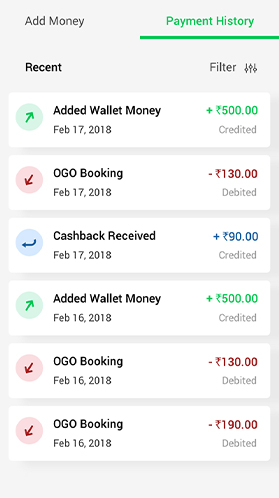 Add Money Payment History
Recent Filter
Added Wallet Money + ₹500.00
Feb 17, 2018 Credited
OGO Booking - ₹130.00
Feb 17, 2018 Debited
Cashback Received + ₹90.00
Feb 17, 2018 Credited
Added Wallet Money + ₹500.00
Feb 16, 2018 Credited
OGO Booking - ₹130.00
Feb 16, 2018 Debited
OGO Booking - ₹190.00
Feb 16, 2018 Debited